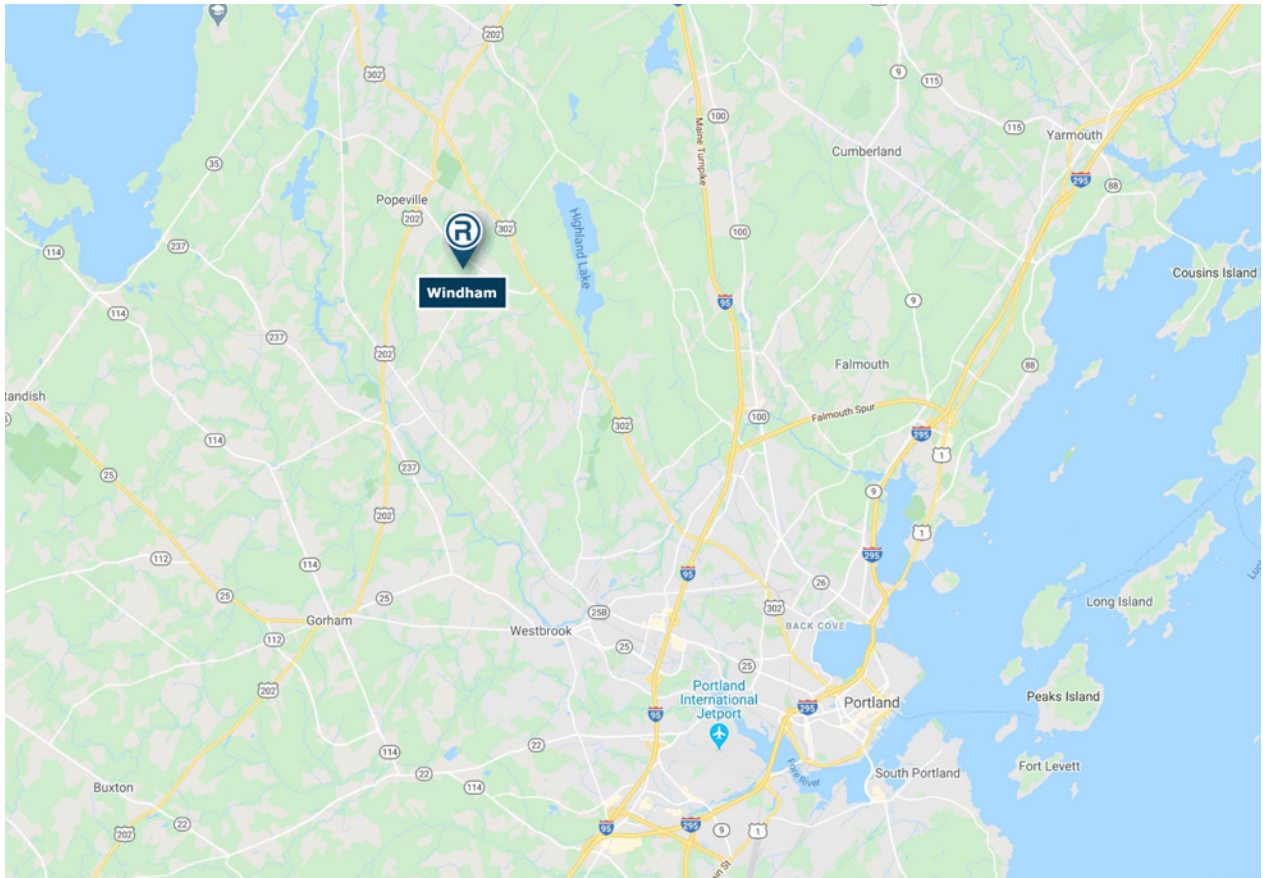 202
302
9
115
100
Maine Turnpike
115
Yarmouth
Cumberland
35
295
88
Popeville
202
R
302
Highland Lake
100
237
114
Cousins Island
Windham
95
9
114
237
202
Falmouth
88
Falmouth Spur
100
302
295
1
114
25
237
9
202
1
295
112
114
95
26
25
25
25B
302
Long Island
Gorham
BACK COVE
112
Westbrook
25
25
Portland
International
Jetport
202
Peaks Island
Portland
295
95
114
22
Fore River
Fort Levett
22
South Portland
Buxton
114
22
202
95
295
9
1